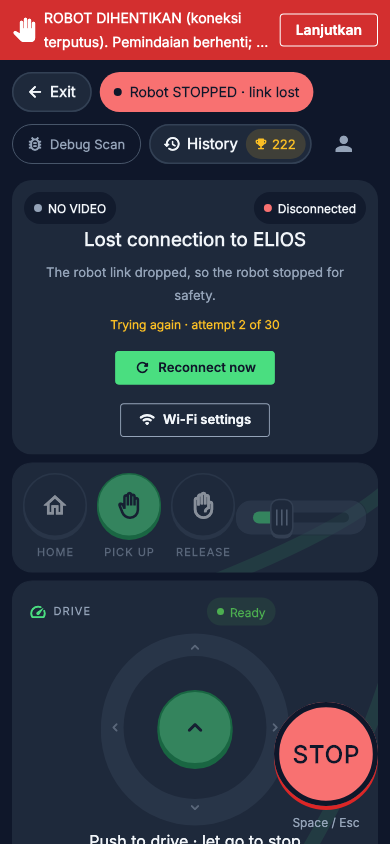 ROBOT DIHENTIKAN (koneksi
terputus). Pemindaian berhenti; ...
Lanjutkan
Exit
Robot STOPPED · link lost
Debug Scan
History
222
NO VIDEO
Disconnected
Lost connection to ELIOS
The robot link dropped, so the robot stopped for
safety.
Trying again · attempt 2 of 30
Reconnect now
Wi-Fi settings
HOME
PICK UP
RELEASE
DRIVE
Ready
STOP
Space / Esc
Push to drive · let go to stop